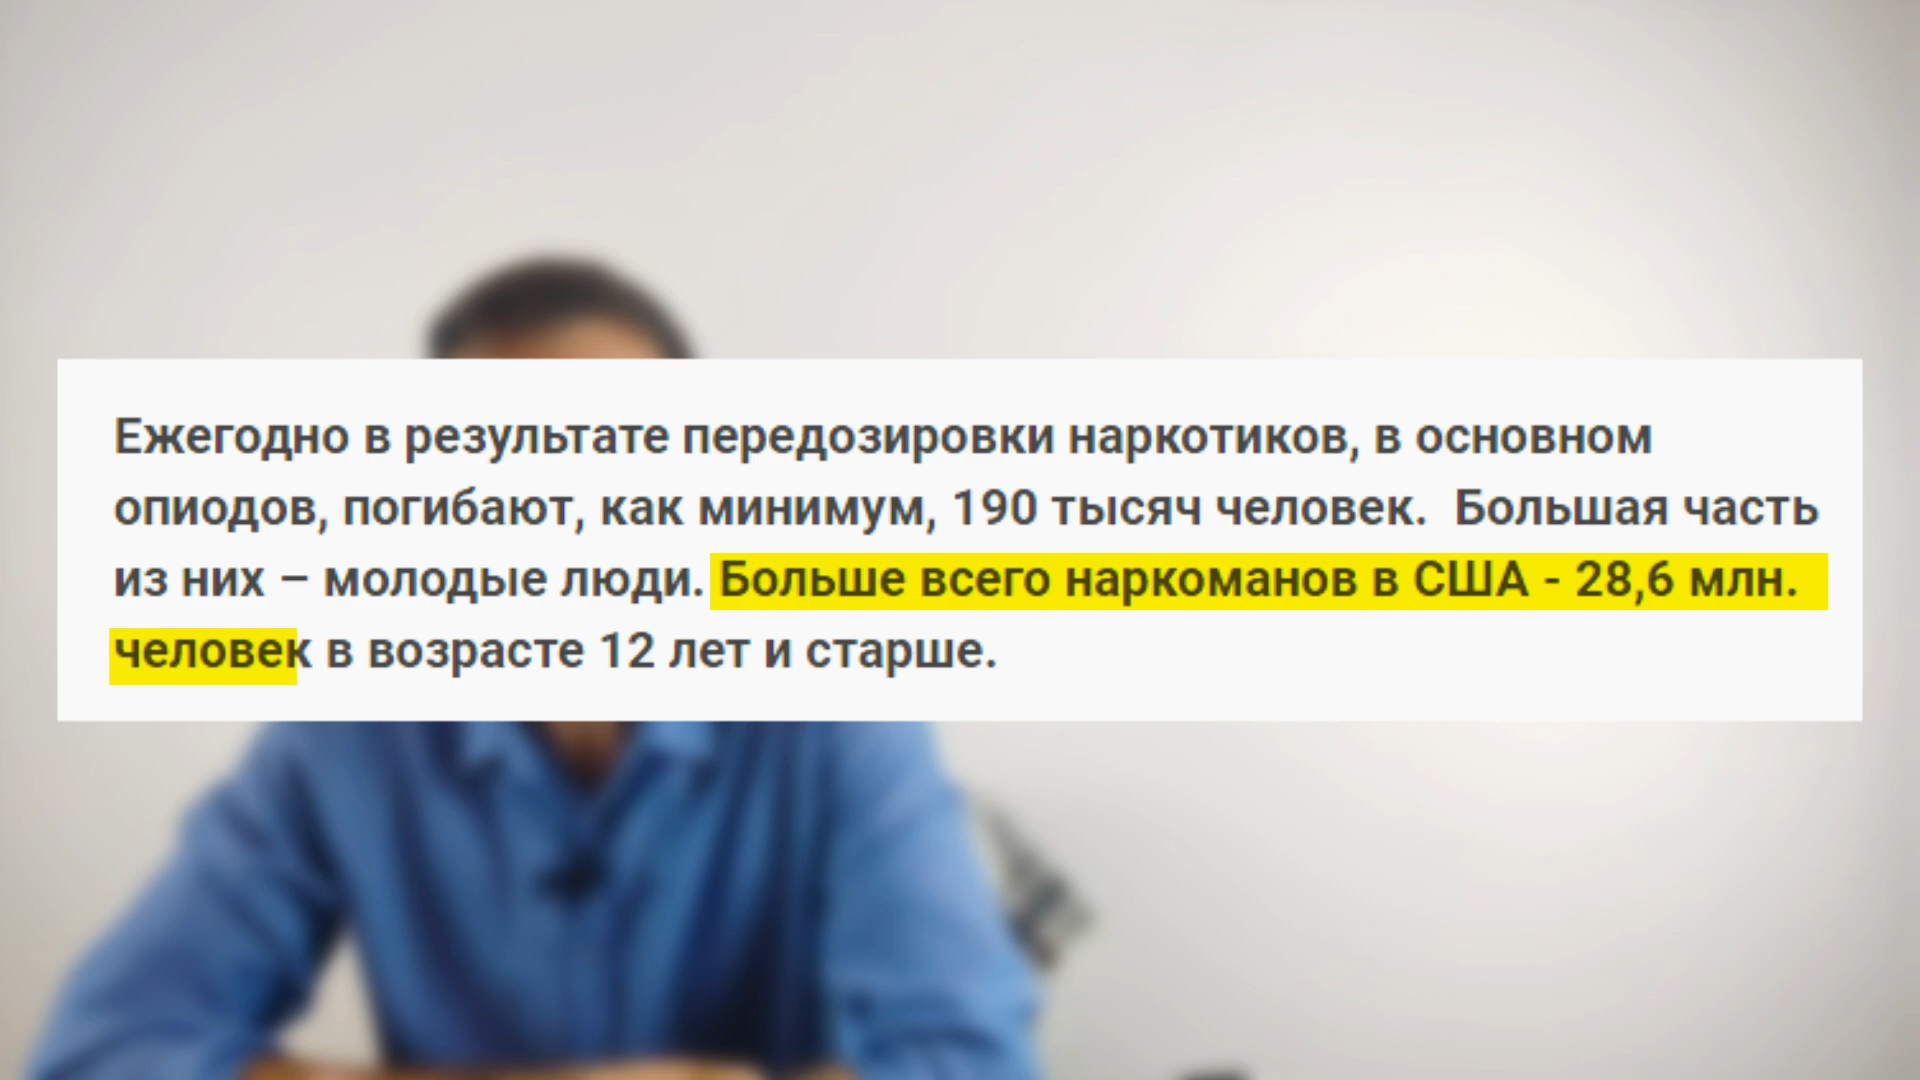 Ежегодно в результате передозировки наркотиков, в основном
опиодов, погибают, как минимум, 190 тысяч человек. Большая часть
из них – молодые люди. Больше всего наркоманов в США - 28,6 млн.
человек в возрасте 12 лет и старше.